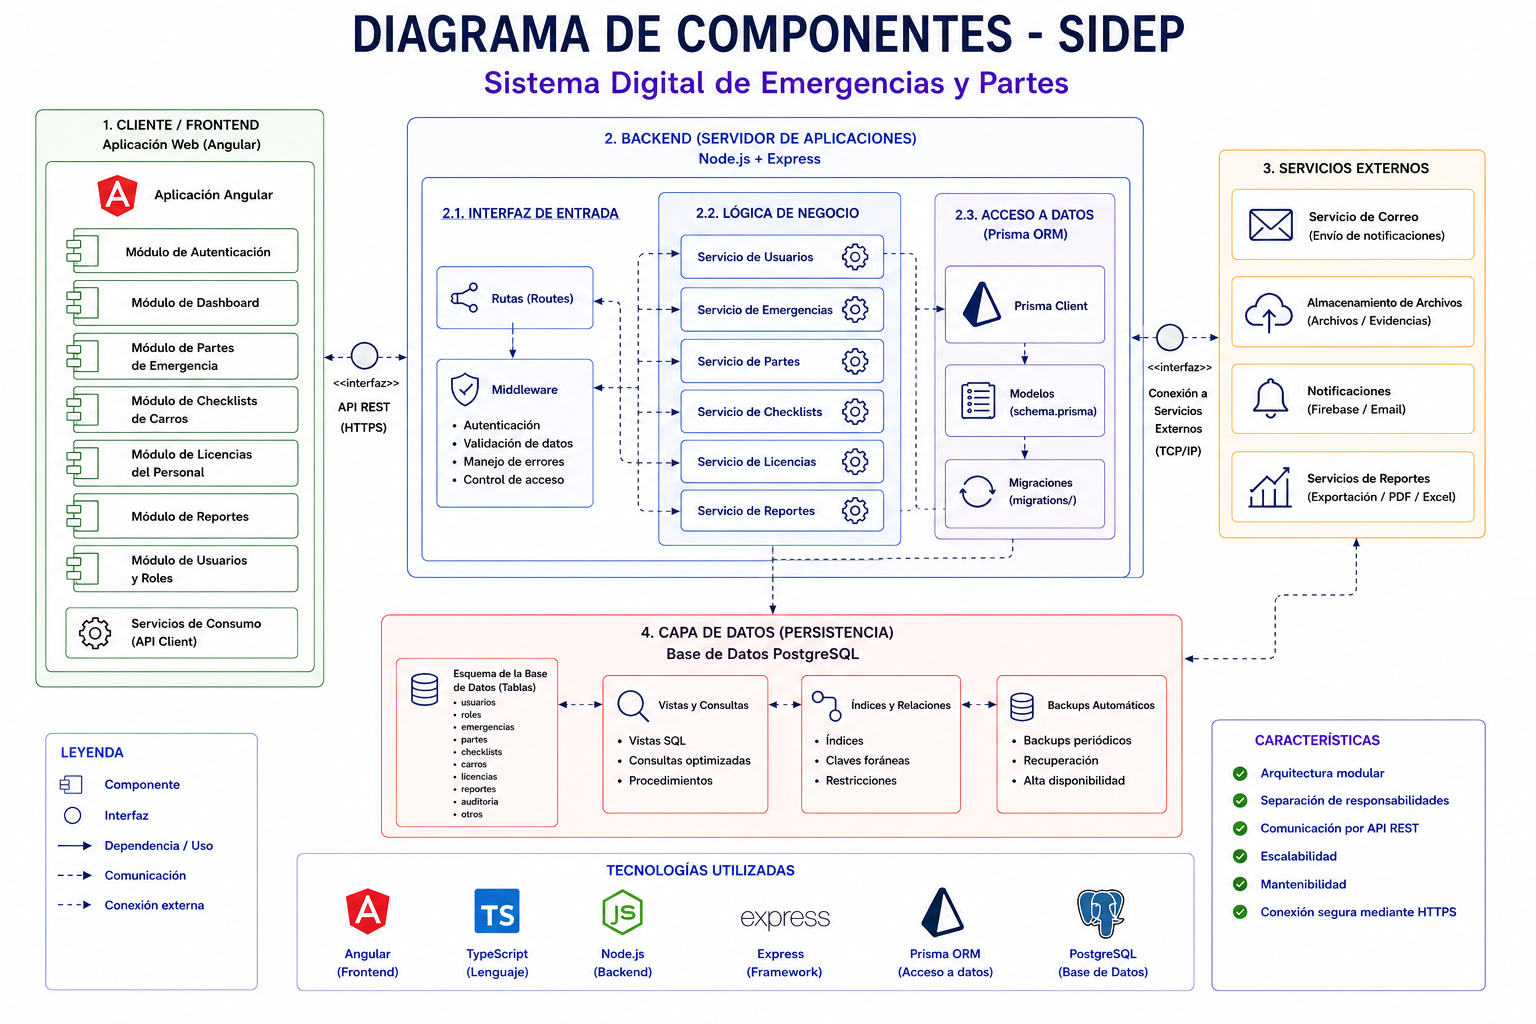 DIAGRAMA DE COMPONENTES - SIDEP
Sistema Digital de Emergencias y Partes
1. CLIENTE / FRONTEND
Aplicación Web (Angular)
Aplicación Angular
Módulo de Autenticación
Módulo de Dashboard
Módulo de Partes
de Emergencia
Módulo de Checklists
de Carros
Módulo de Licencias
del Personal
Módulo de Reportes
Módulo de Usuarios
y Roles
Servicios de Consumo
(API Client)
<<interfaz>>
API REST
(HTTPS)
2. BACKEND (SERVIDOR DE APLICACIONES)
Node.js + Express
2.1. INTERFAZ DE ENTRADA
Rutas (Routes)
Middleware
• Autenticación
• Validación de datos
• Manejo de errores
• Control de acceso
2.2. LÓGICA DE NEGOCIO
Servicio de Usuarios
Servicio de Emergencias
Servicio de Partes
Servicio de Checklists
Servicio de Licencias
Servicio de Reportes
2.3. ACCESO A DATOS
(Prisma ORM)
Prisma Client
Modelos
(schema.prisma)
Migraciones
(migrations/)
<<interfaz>>
Conexión a
Servicios
Externos
(TCP/IP)
3. SERVICIOS EXTERNOS
Servicio de Correo
(Envío de notificaciones)
Almacenamiento de Archivos
(Archivos / Evidencias)
Notificaciones
(Firebase / Email)
Servicios de Reportes
(Exportación / PDF / Excel)
4. CAPA DE DATOS (PERSISTENCIA)
Base de Datos PostgreSQL
Esquema de la Base
de Datos (Tablas)
• usuarios
• roles
• emergencias
• partes
• checklists
• carros
• licencias
• reportes
• auditoria
• otros
Vistas y Consultas
• Vistas SQL
• Consultas optimizadas
• Procedimientos
Índices y Relaciones
• Índices
• Claves foráneas
• Restricciones
Backups Automáticos
• Backups periódicos
• Recuperación
• Alta disponibilidad
LEYENDA
Componente
Interfaz
Dependencia / Uso
Comunicación
Conexión externa
TECNOLOGÍAS UTILIZADAS
TS
JS
express
Angular
(Frontend)
TypeScript
(Lenguaje)
Node.js
(Backend)
Express
(Framework)
Prisma ORM
(Acceso a datos)
PostgreSQL
(Base de Datos)
CARACTERÍSTICAS
Arquitectura modular
Separación de responsabilidades
Comunicación por API REST
Escalabilidad
Mantenibilidad
Conexión segura mediante HTTPS